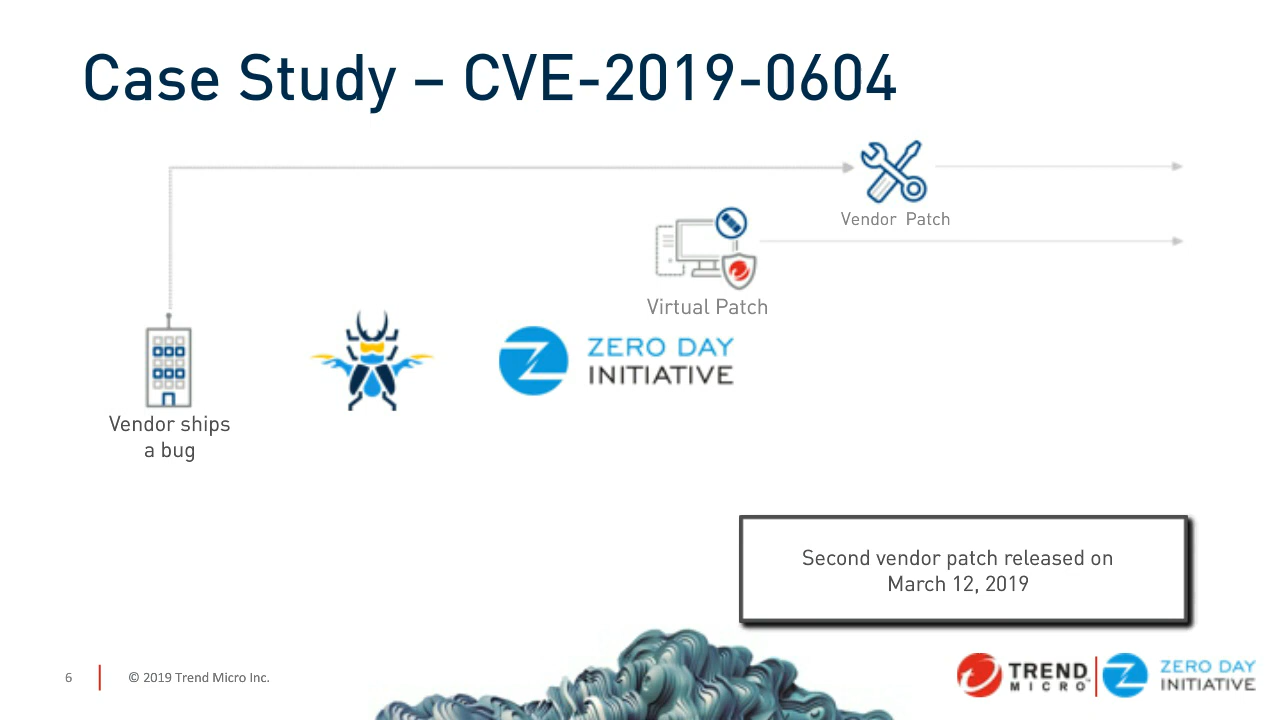 Case Study – CVE-2019-0604
Vendor Patch
Virtual Patch
ZERO DAY
INITIATIVE
Vendor ships
a bug
Second vendor patch released on
March 12, 2019
6
© 2019 Trend Micro Inc.
TREND
MICRO™
ZERO DAY
INITIATIVE